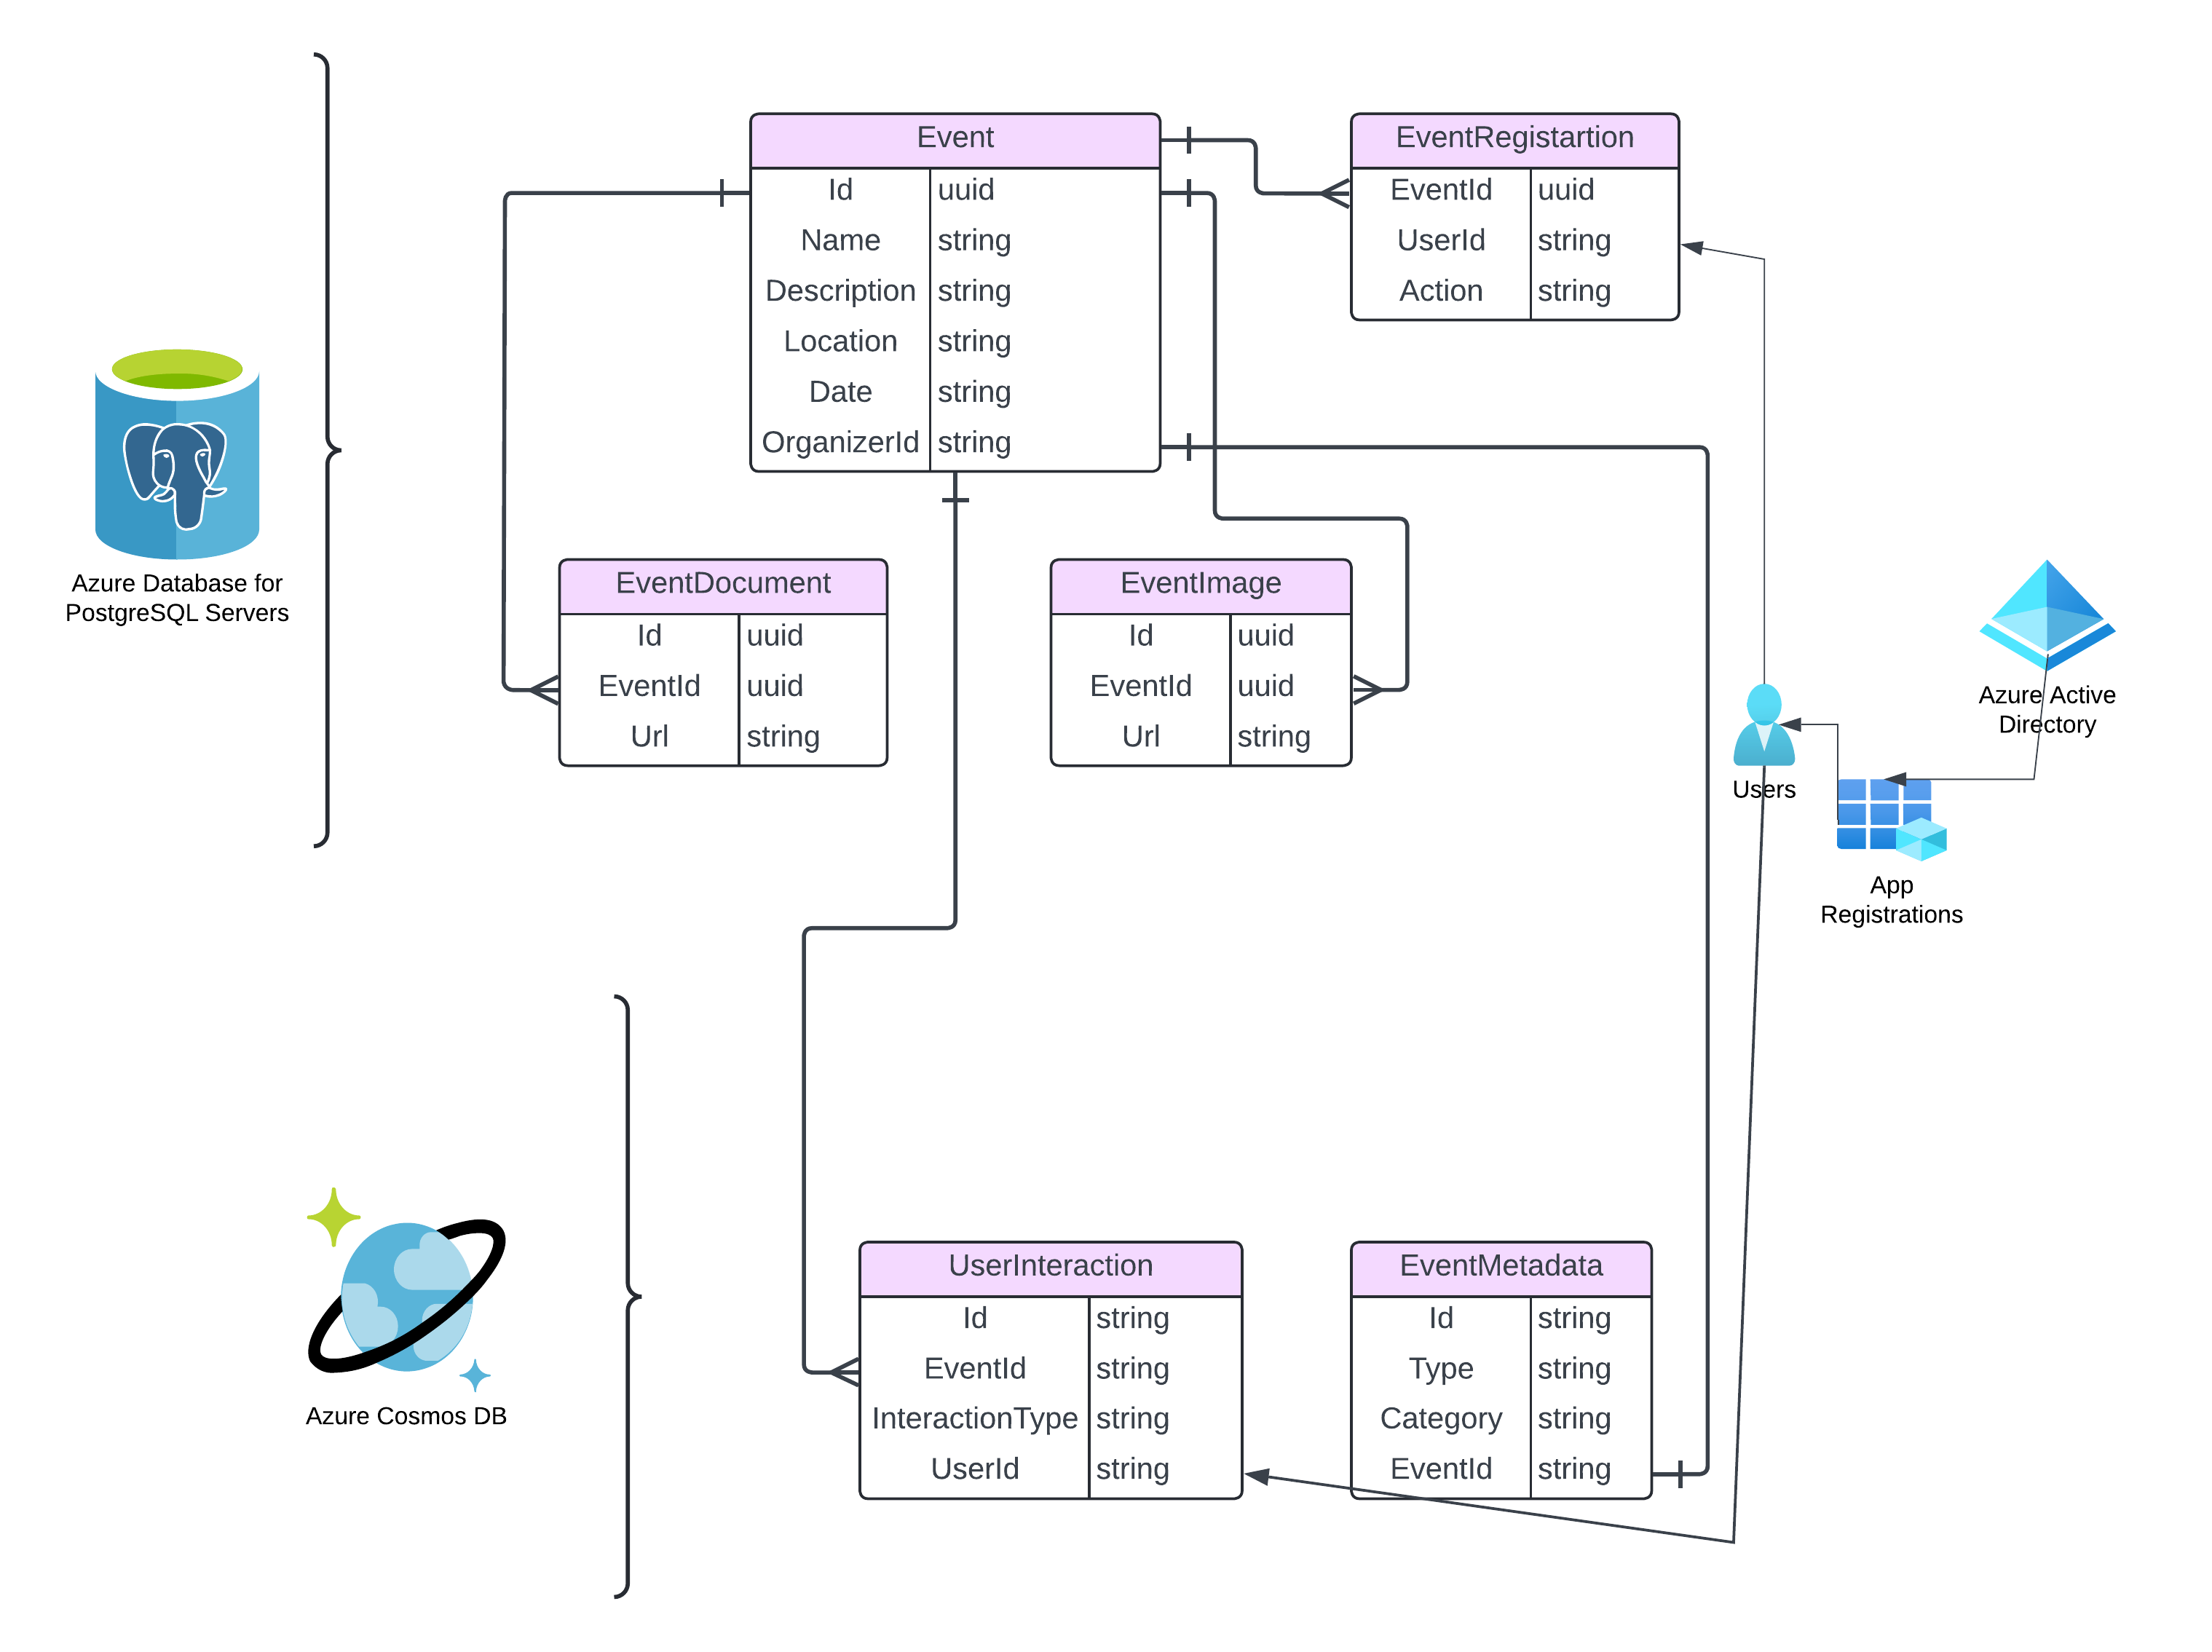 Event
Id uuid
Name string
Description string
Location string
Date string
OrganizerId string
EventRegistartion
EventId uuid
UserId string
Action string
Azure Database for
PostgreSQL Servers
EventDocument
Id uuid
EventId uuid
Url string
EventImage
Id uuid
EventId uuid
Url string
Azure Active
Directory
Users
App
Registrations
Azure Cosmos DB
UserInteraction
Id string
EventId string
InteractionType string
UserId string
EventMetadata
Id string
Type string
Category string
EventId string